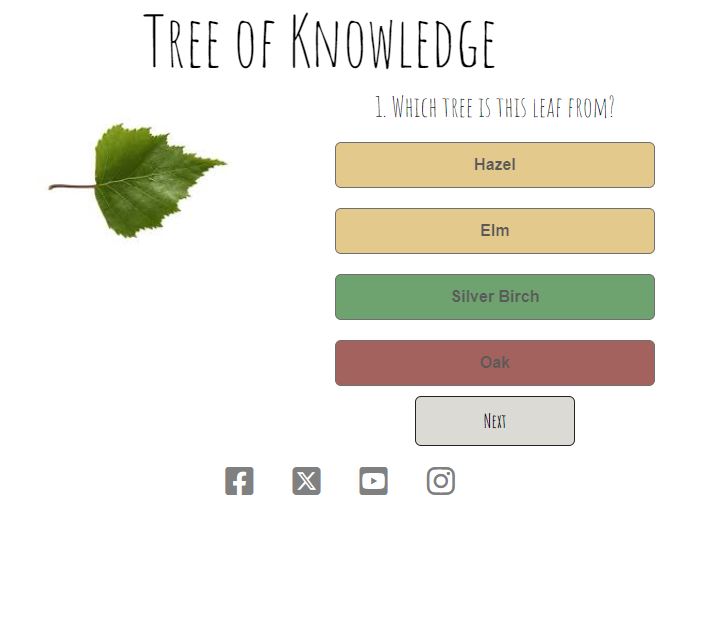 Tree of Knowledge
1. Which tree is this leaf from?
Hazel
Elm
Silver Birch
Oak
Next